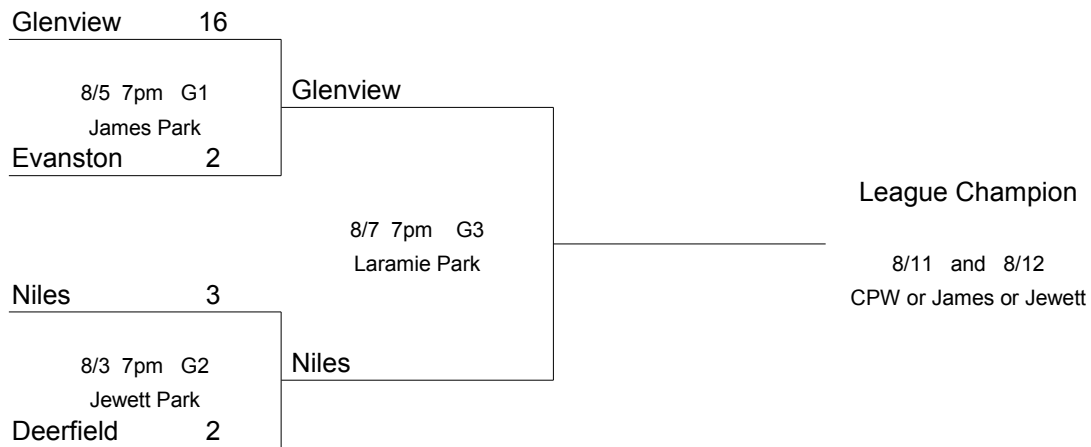 Glenview 16
8/5 7pm G1
James Park
Evanston 2
Glenview
8/7 7pm G3
Laramie Park
League Champion
8/11 and 8/12
CPW or James or Jewett
Niles 3
8/3 7pm G2
Jewett Park
Deerfield 2
Niles